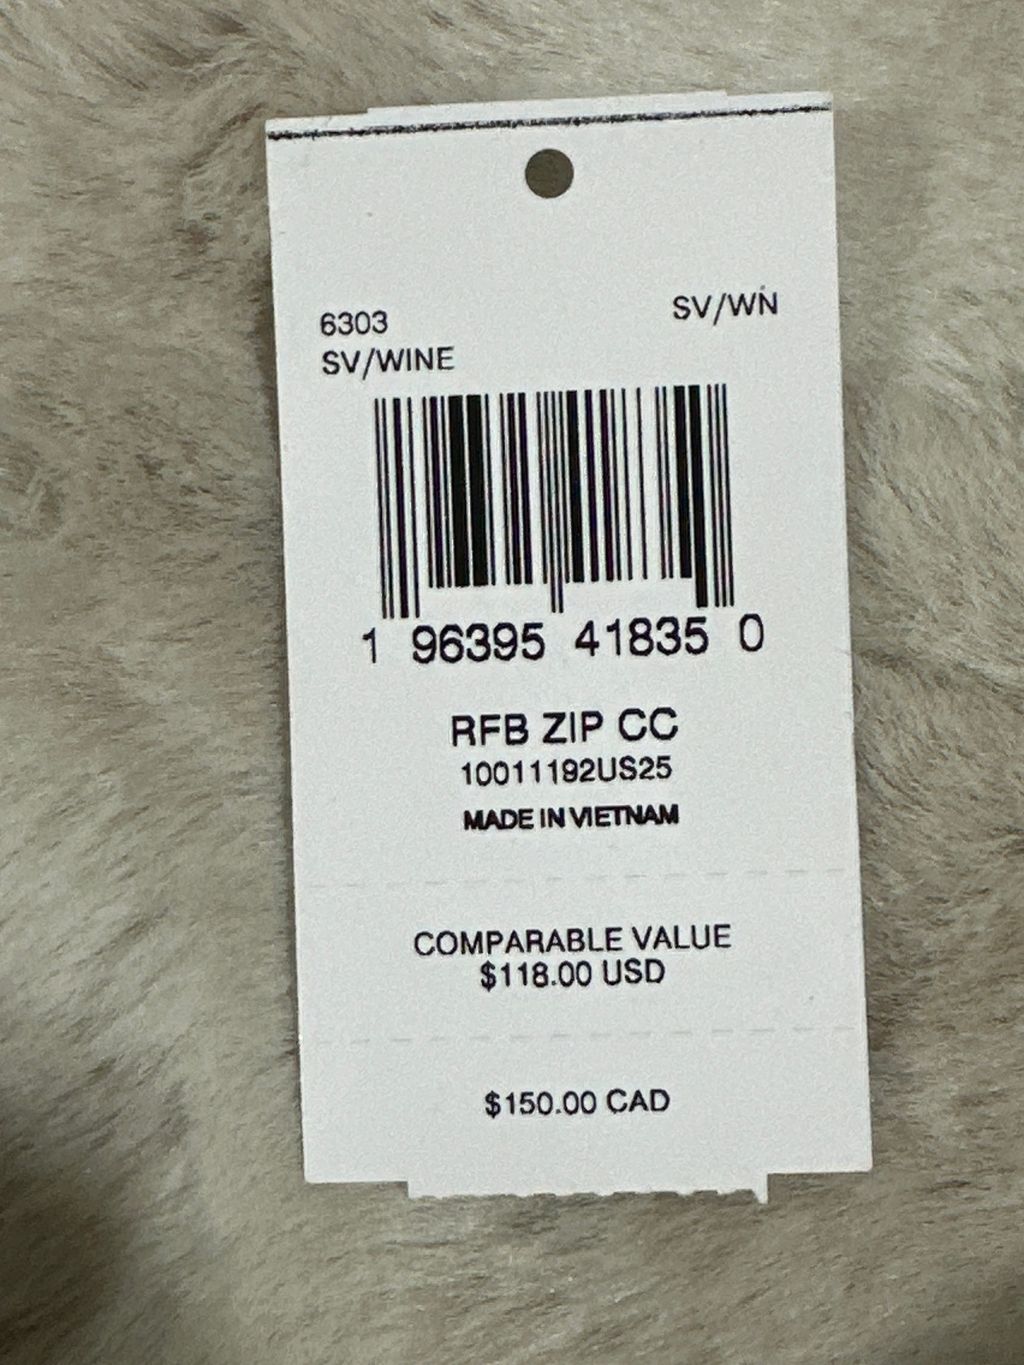 6303
SV/WN
SV/WINE
1 96395 41835 0
RFB ZIP CC
10011192US25
MADE IN VIETNAM
COMPARABLE VALUE
$118.00 USD
$150.00 CAD